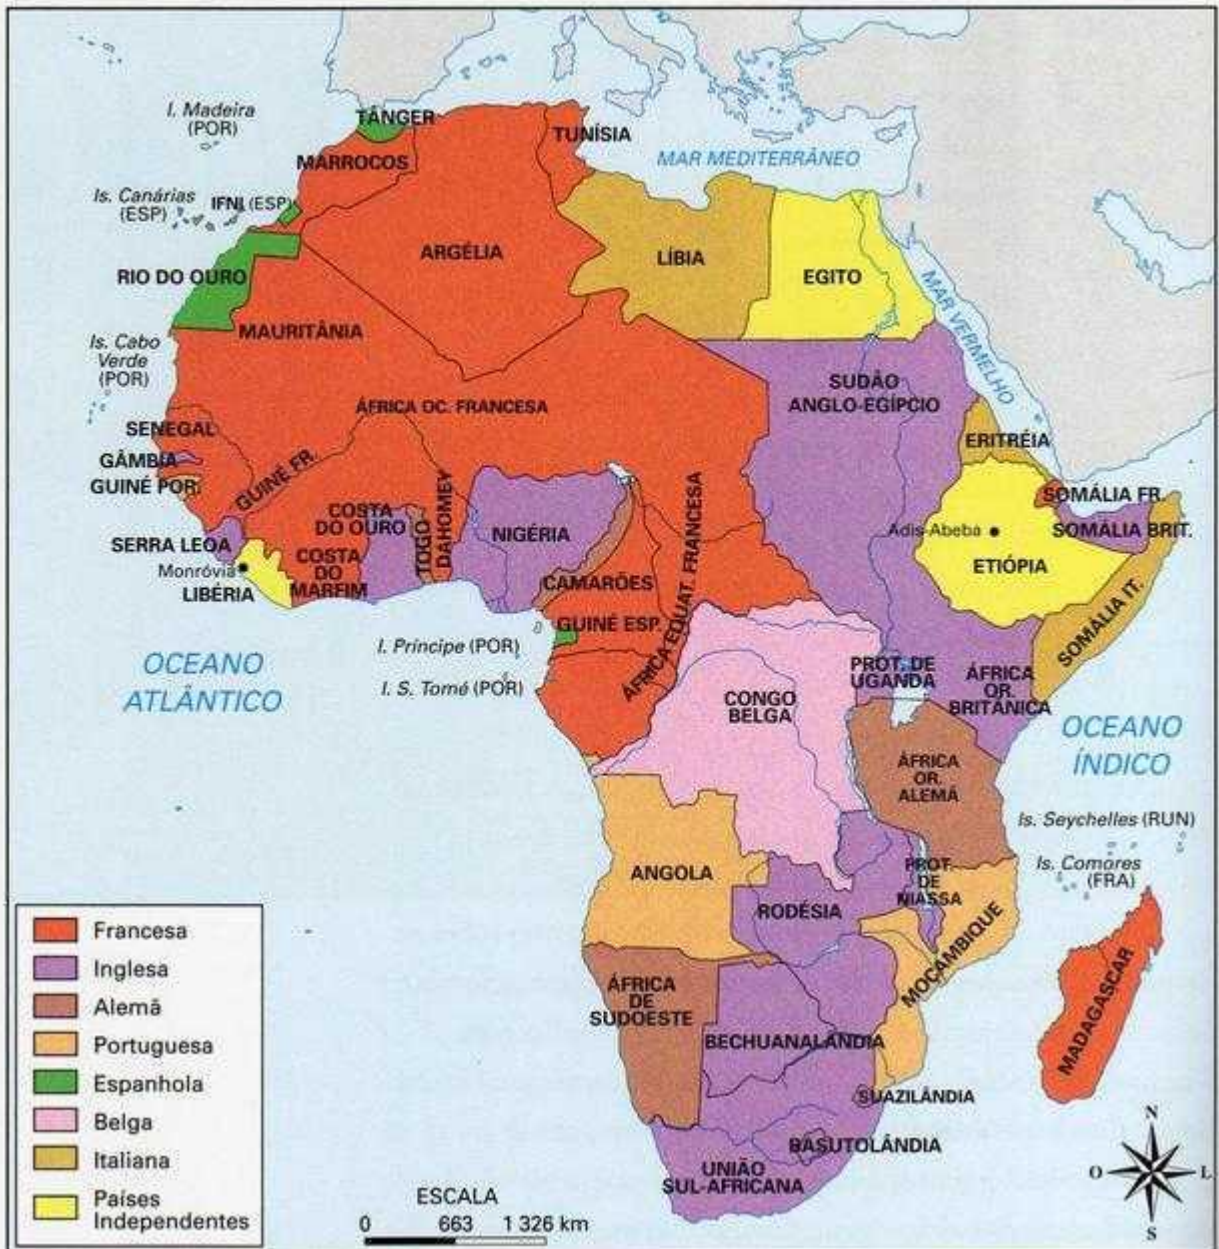 I. Madeira
(POR)
TÂNGER
TUNÍSIA
MAR MEDITERRÂNEO
MARROCOS
Is. Canárias
(ESP)
IFNI (ESP)
ARGÉLIA
LÍBIA
EGITO
RIO DO OURO
MAR VERMELHO
MAURITÂNIA
Is. Cabo
Verde
(POR)
SUDÃO
ANGLO-EGÍPCIO
ÁFRICA OC. FRANCESA
SENEGAL
ERITRÉIA
GÂMBIA
GUINÉ POR.
GUINÉ FR.
SOMÁLIA FR.
COSTA
DO OURO
TOGO
DAHOMEY
NIGÉRIA
ÁFRICA EQUAT. FRANCESA
Adis-Abeba
SOMÁLIA BRIT.
SERRA LEOA
Monróvia
LIBÉRIA
COSTA
DO
MARFIM
CAMARÕES
ETIÓPIA
SOMÁLIA IT.
GUINÉ ESP.
I. Príncipe (POR)
I. S. Tomé (POR)
OCEANO
ATLÂNTICO
CONGO
BELGA
PROT. DE
UGANDA
ÁFRICA
OR.
BRITÂNICA
OCEANO
ÍNDICO
ÁFRICA
OR.
ALEMÃ
Is. Seychelles (RUN)
Is. Comores
(FRA)
ANGOLA
PROT.
DE
NIASSA
RODÉSIA
MOÇAMBIQUE
MADAGASCAR
ÁFRICA
DE
SUDOESTE
BECHUANALÂNDIA
SUAZILÂNDIA
BASUTOLÂNDIA
UNIÃO
SUL-AFRICANA
Francesa
Inglesa
Alemã
Portuguesa
Espanhola
Belga
Italiana
Países
Independentes
ESCALA
0 663 1 326 km
N
O L
S